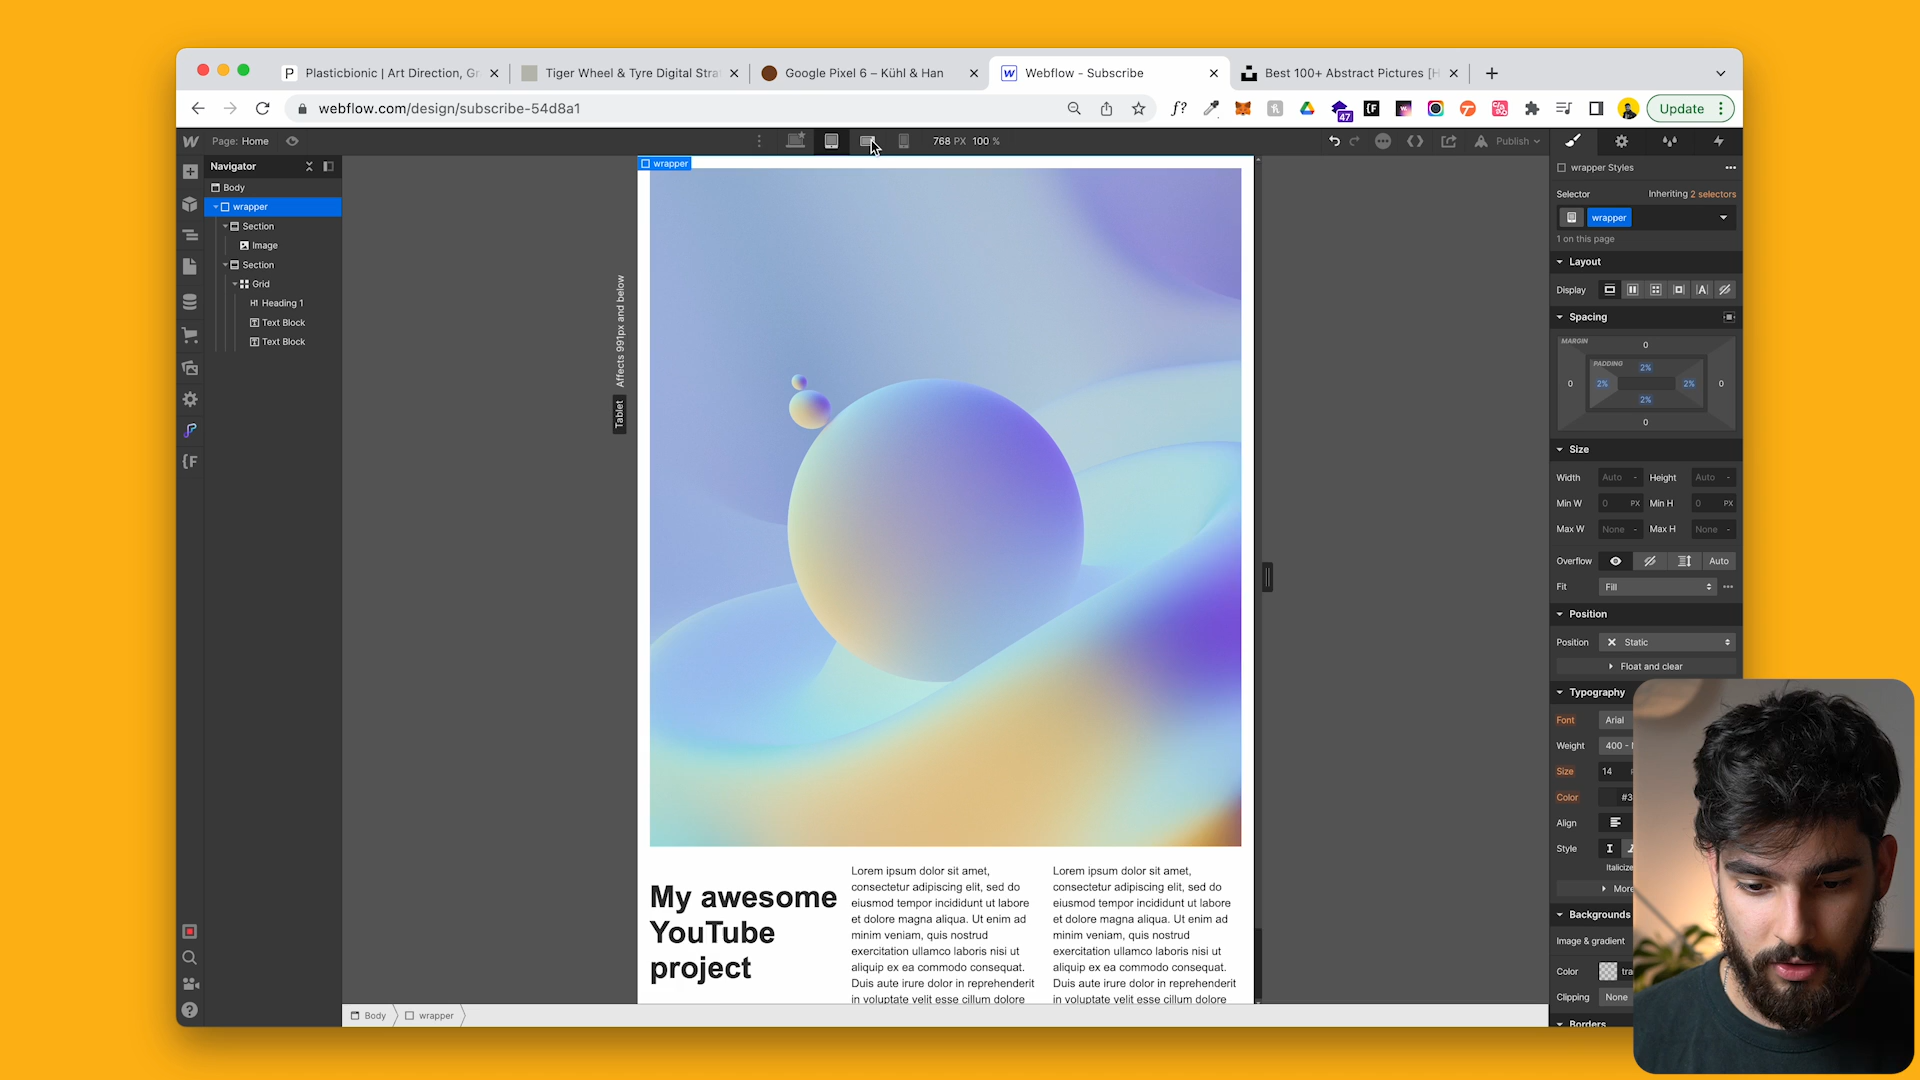 Plasticbionic | Art Direction, Gr
Tiger Wheel & Tyre Digital Stra
Google Pixel 6 – Kühl & Han
Webflow - Subscribe
Best 100+ Abstract Pictures [H
webflow.com/design/subscribe-54d8a1
47
Update
Page: Home
768 PX 100 %
Publish
Navigator
Body
wrapper
Section
Image
Section
Grid
H1 Heading 1
Text Block
Text Block
wrapper
Affects 991px and below
Tablet
My awesome
YouTube
project
Lorem ipsum dolor sit amet,
consectetur adipiscing elit, sed do
eiusmod tempor incididunt ut labore
et dolore magna aliqua. Ut enim ad
minim veniam, quis nostrud
exercitation ullamco laboris nisi ut
aliquip ex ea commodo consequat.
Duis aute irure dolor in reprehenderit
in voluptate velit esse cillum dolore
Lorem ipsum dolor sit amet,
consectetur adipiscing elit, sed do
eiusmod tempor incididunt ut labore
et dolore magna aliqua. Ut enim ad
minim veniam, quis nostrud
exercitation ullamco laboris nisi ut
aliquip ex ea commodo consequat.
Duis aute irure dolor in reprehenderit
in voluptate velit esse cillum dolore
Body
wrapper
wrapper Styles
Selector
Inheriting 2 selectors
wrapper
1 on this page
Layout
Display
Spacing
MARGIN
0
PADDING
2%
0
2%
2%
0
2%
0
Size
Width Auto - Height Auto -
Min W 0 PX Min H 0 PX
Max W None - Max H None -
Overflow Auto
Fit Fill
Position
Position Static
Float and clear
Typography
Font Arial
Weight 400 -
Size 14
Color #3
Align
Style
Italicize
More
Backgrounds
Image & gradient
Color tra
Clipping None
Borders